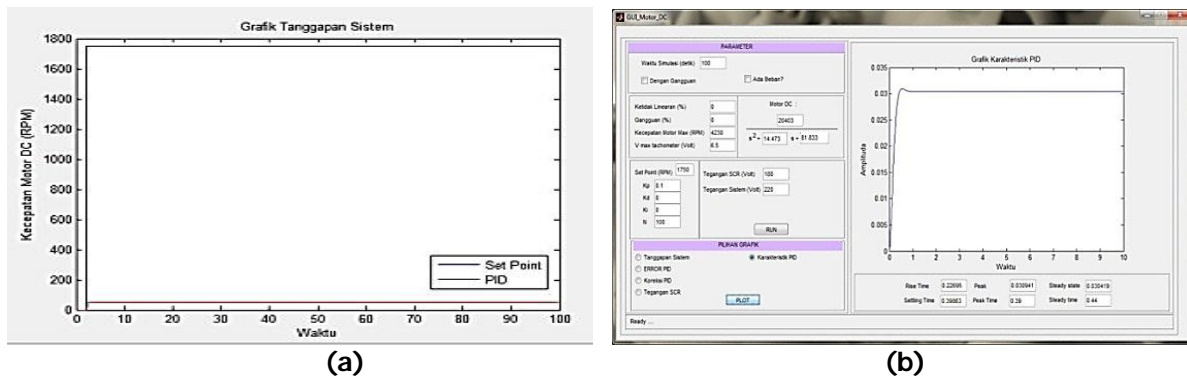 Grafik Tanggapan Sistem
1800
1600
1400
1200
1000
800
600
400
200
0
Kecepatan Motor DC (RPM)
Set Point
PID
0 10 20 30 40 50 60 70 80 90 100
Waktu
(a)
GUI_Motor_DC
PARAMETER
Waktu Simulasi (detik) 100
Dengan Gangguan Ada Beban?
Ketidak Linearan (%) 0
Gangguan (%) 0
Kecepatan Motor Max (RPM) 4230
V max tachometer (Volt) 6.5
Motor DC :
20403
s^2 + 14.473 s + 81.833
Set Point (RPM) 1750
Kp 0.1
Kd 0
Ki 0
N 100
Tegangan SCR (Volt) 180
Tegangan Sistem (Volt) 220
RUN
PILIHAN GRAFIK
Tanggapan Sistem Karakteristik PID
ERROR PID
Koreksi PID
Tegangan SCR
PLOT
Ready ...
Grafik Karakteristik PID
0.035
0.03
0.025
0.02
0.015
0.01
0.005
0
Amplituda
0 1 2 3 4 5 6 7 8 9 10
Waktu
Rise Time 0.22695 Peak 0.030941 Steady state 0.030419
Settling Time 0.39883 Peak Time 0.39 Steady time 0.44
(b)